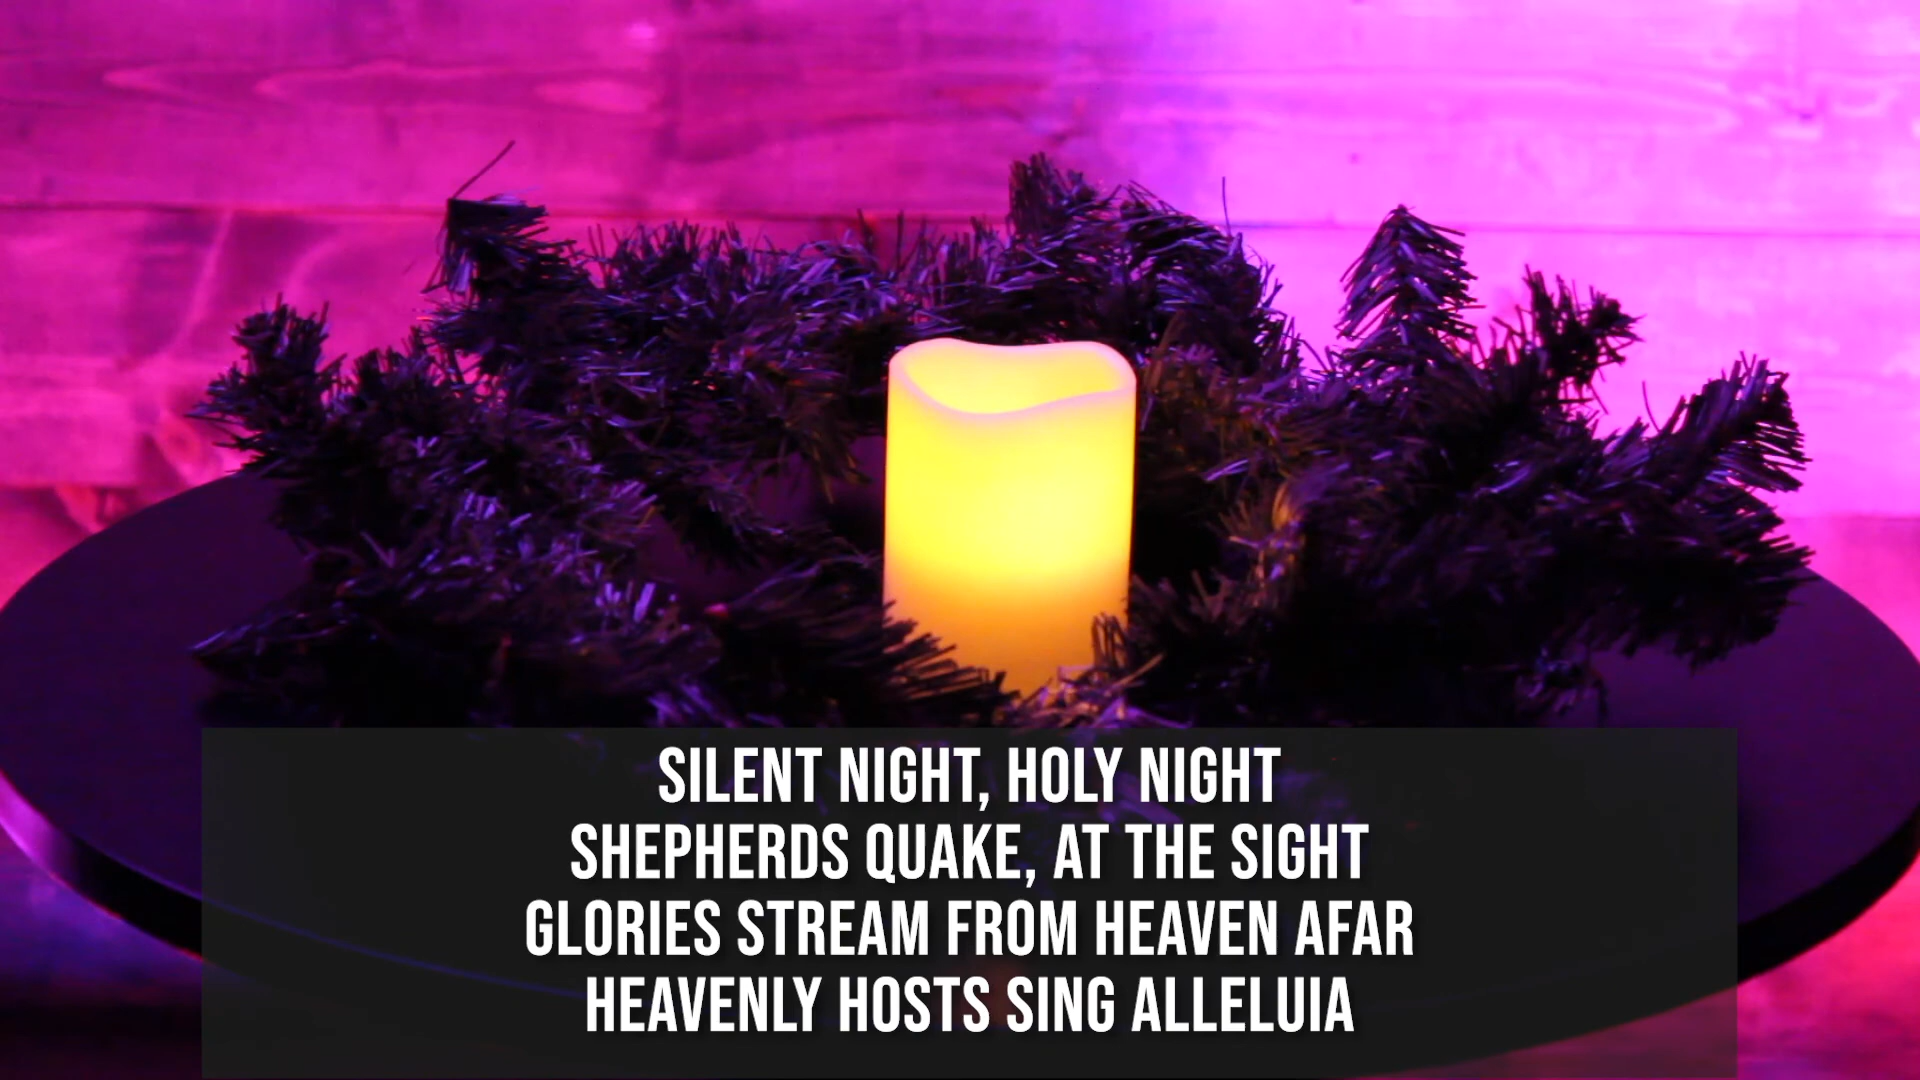 SILENT NIGHT, HOLY NIGHT
SHEPHERDS QUAKE, AT THE SIGHT
GLORIES STREAM FROM HEAVEN AFAR
HEAVENLY HOSTS SING ALLELUIA